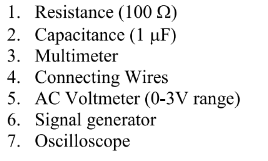 1. Resistance (100 Ω)
2. Capacitance (1 μF)
3. Multimeter
4. Connecting Wires
5. AC Voltmeter (0-3V range)
6. Signal generator
7. Oscilloscope